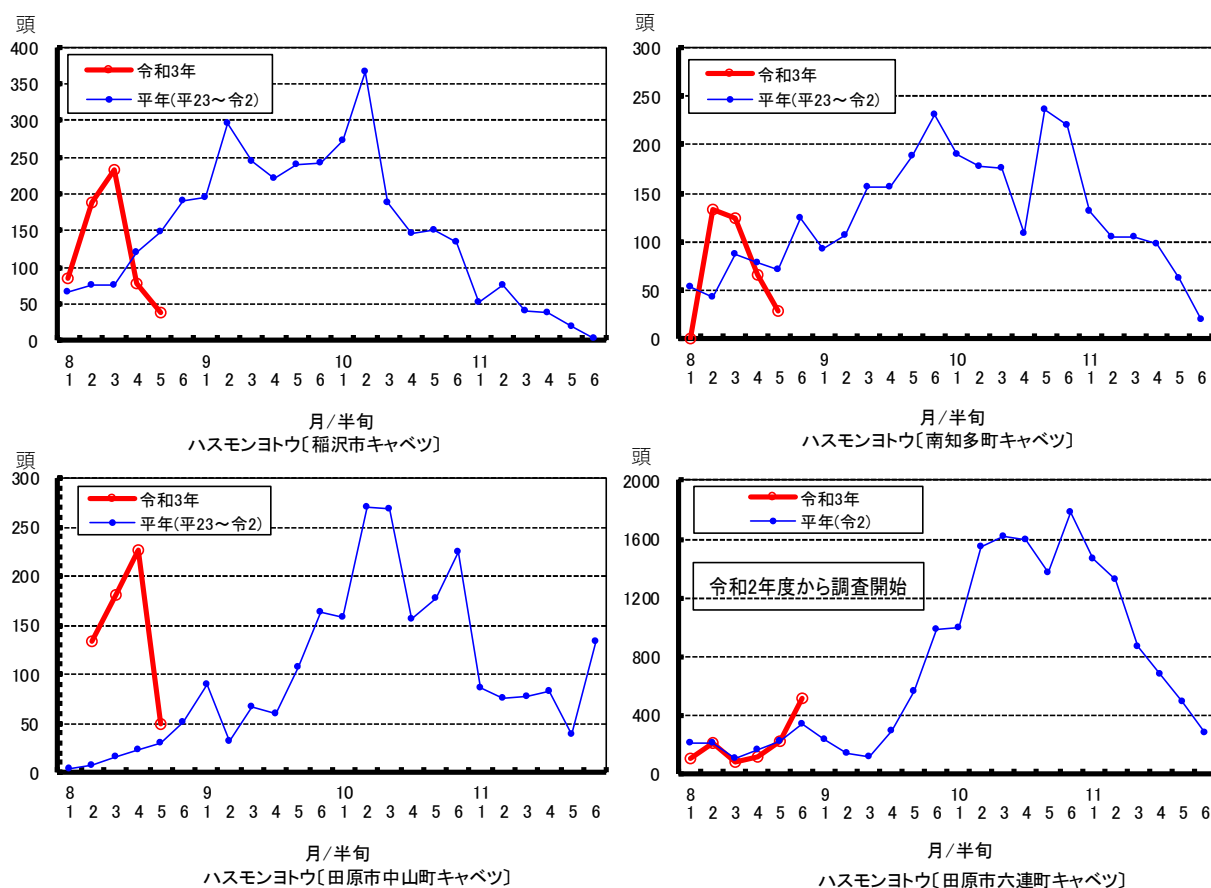 頭
400
350
300
250
200
150
100
50
0
令和3年
平年(平23～令2)
8 9 10 11
1 2 3 4 5 6 1 2 3 4 5 6 1 2 3 4 5 6 1 2 3 4 5 6
月/半旬
ハスモンヨトウ〔稲沢市キャベツ〕
頭
300
250
200
150
100
50
0
令和3年
平年(平23～令2)
8 9 10 11
1 2 3 4 5 6 1 2 3 4 5 6 1 2 3 4 5 6 1 2 3 4 5 6
月/半旬
ハスモンヨトウ〔南知多町キャベツ〕
300
250
200
150
100
50
0
令和3年
平年(平23～令2)
8 9 10 11
1 2 3 4 5 6 1 2 3 4 5 6 1 2 3 4 5 6 1 2 3 4 5 6
月/半旬
ハスモンヨトウ〔田原市中山町キャベツ〕
頭
2000
1600
1200
800
400
0
令和3年
平年(令2)
令和2年度から調査開始
8 9 10 11
1 2 3 4 5 6 1 2 3 4 5 6 1 2 3 4 5 6 1 2 3 4 5 6
月/半旬
ハスモンヨトウ〔田原市六連町キャベツ〕